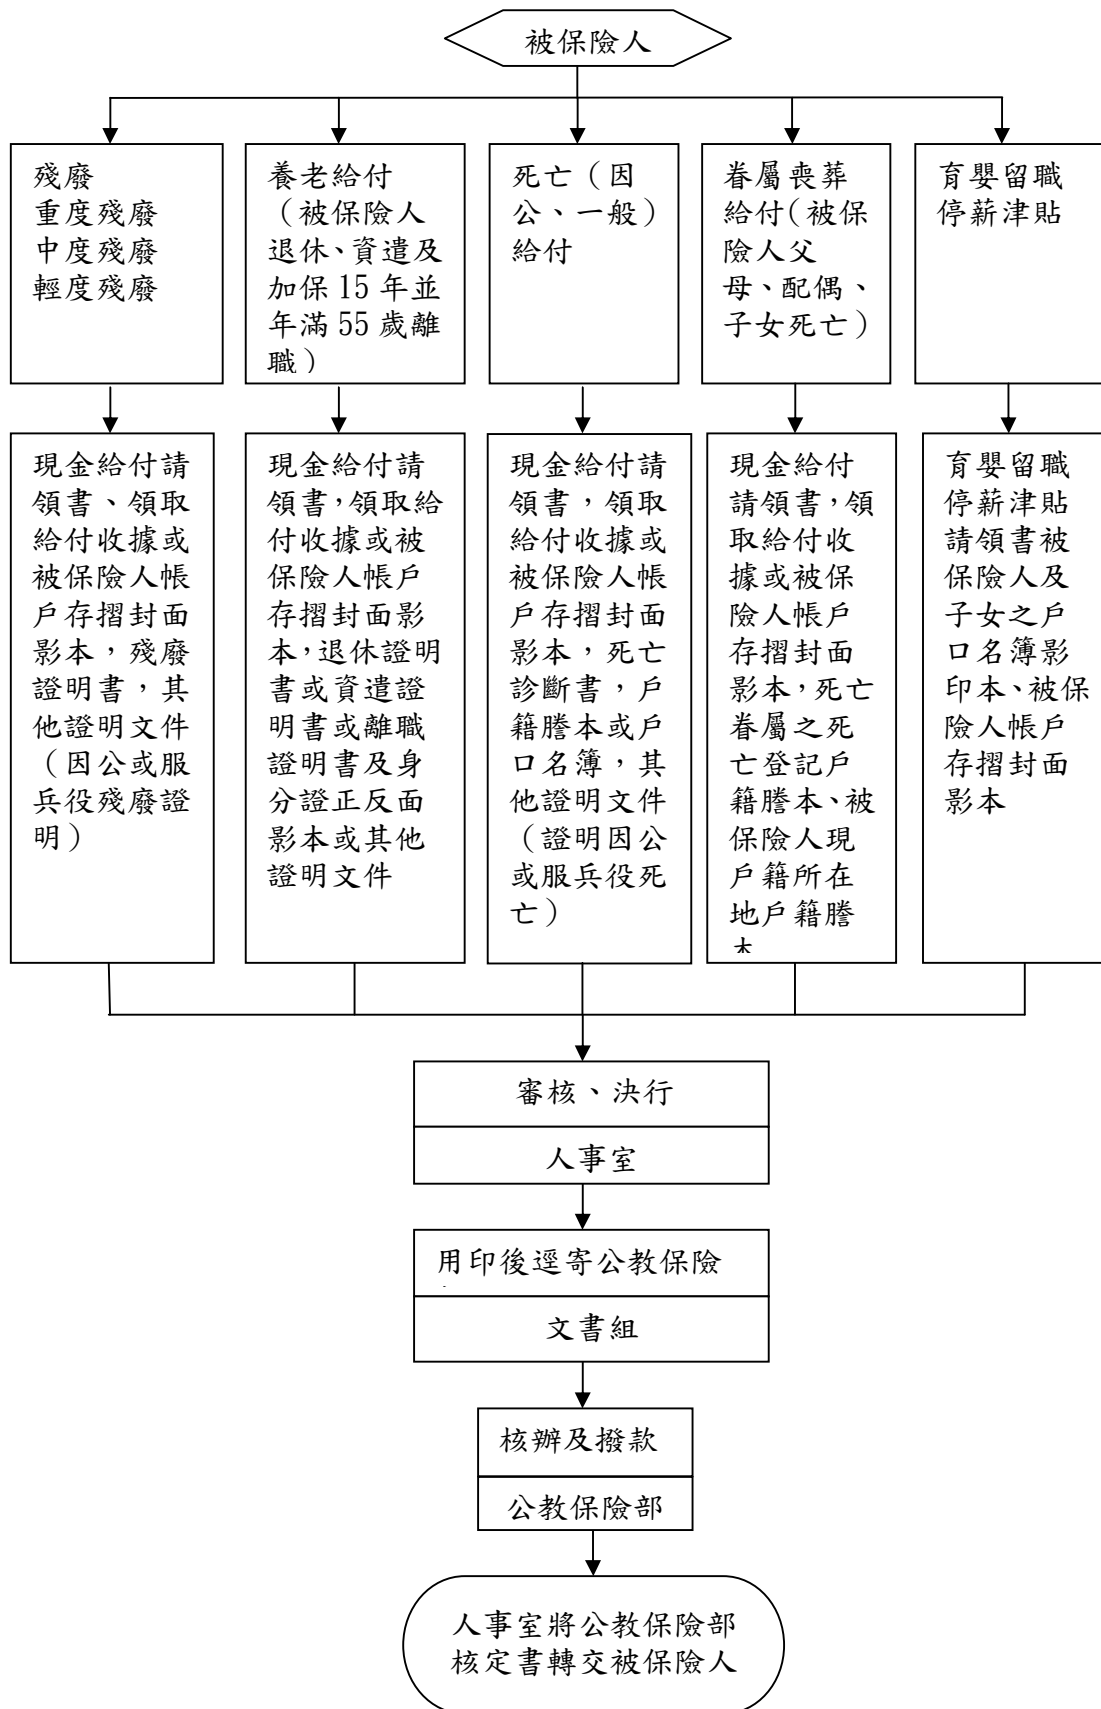 被保險人
殘廢
重度殘廢
中度殘廢
輕度殘廢
養老給付
（被保險人
退休、資遣及
加保 15 年並
年滿 55 歲離
職）
死亡（因
公、一般）
給付
眷屬喪葬
給付（被保
險人父
母、配偶、
子女死亡）
育嬰留職
停薪津貼
現金給付請
領書、領取
給付收據或
被保險人帳
戶存摺封面
影本，殘廢
證明書，其
他證明文件
（因公或服
兵役殘廢證
明）
現金給付請
領書，領取給
付收據或被
保險人帳戶
存摺封面影
本，退休證明
書或資遣證
明書或離職
證明書及身
分證正反面
影本或其他
證明文件
現金給付請
領書，領取
給付收據或
被保險人帳
戶存摺封面
影本，死亡
診斷書，戶
籍謄本或戶
口名簿，其
他證明文件
（證明因公
或服兵役死
亡）
現金給付
請領書，領
取給付收
據或被保
險人帳戶
存摺封面
影本，死亡
眷屬之死
亡登記戶
籍謄本、被
保險人現
戶籍所在
地戶籍謄
本
育嬰留職
停薪津貼
請領書被
保險人及
子女之戶
口名簿影
印本、被保
險人帳戶
存摺封面
影本
審核、決行
人事室
用印後逕寄公教保險
文書組
核辦及撥款
公教保險部
人事室將公教保險部
核定書轉交被保險人